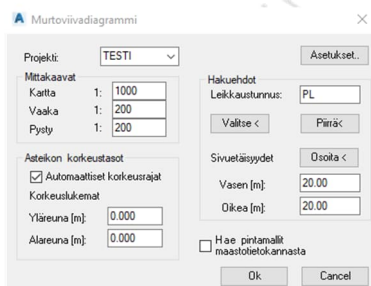 Murtoviivadiagrammi
Projekti: TESTI
Asetukset..
Mittakaavat
Kartta 1: 1000
Vaaka 1: 200
Pysty 1: 200
Hakuehdot
Leikkaustunnus: PL
Valitse < Piirrä<
Asteikon korkeustasot
Automaattiset korkeusrajat
Korkeuslukemat
Yläreuna [m]: 0.000
Alareuna [m]: 0.000
Sivuetäisyydet Osoita <
Vasen [m]: 20.00
Oikea [m]: 20.00
Hae pintamallit
maastotietokannasta
Ok Cancel